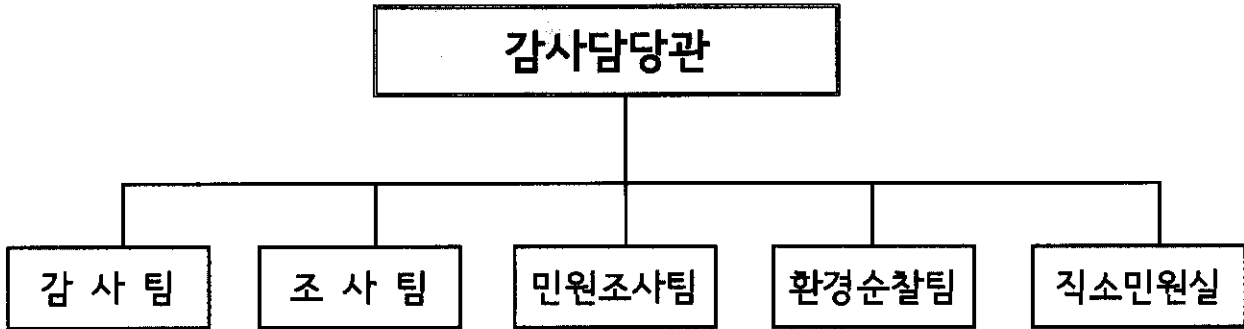 감사담당관
감 사 팀
조 사 팀
민원조사팀
환경순찰팀
직소민원실